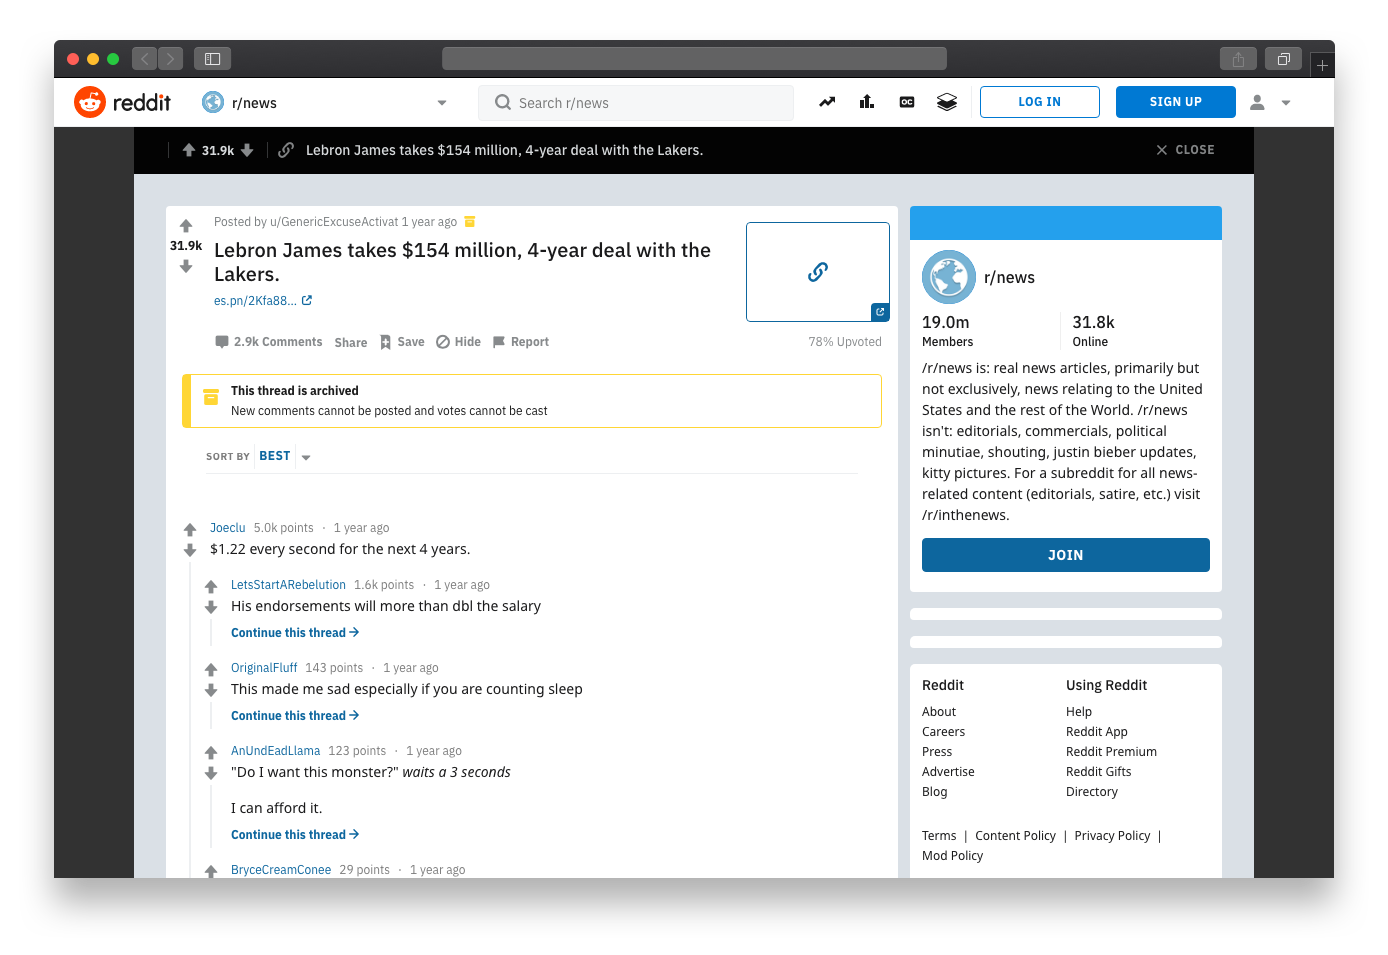 reddit
r/news
Search r/news
LOG IN
SIGN UP
31.9k
Lebron James takes $154 million, 4-year deal with the Lakers.
CLOSE
Posted by u/GenericExcuseActivat 1 year ago
31.9k
Lebron James takes $154 million, 4-year deal with the
Lakers.
es.pn/2Kfa88...
2.9k Comments Share Save Hide Report
78% Upvoted
This thread is archived
New comments cannot be posted and votes cannot be cast
SORT BY BEST
Joeclu 5.0k points · 1 year ago
$1.22 every second for the next 4 years.
LetsStartARebelution 1.6k points · 1 year ago
His endorsements will more than dbl the salary
Continue this thread
OriginalFluff 143 points · 1 year ago
This made me sad especially if you are counting sleep
Continue this thread
AnUndEadLlama 123 points · 1 year ago
"Do I want this monster?" waits a 3 seconds
I can afford it.
Continue this thread
BryceCreamConee 29 points · 1 year ago
r/news
19.0m 31.8k
Members Online
/r/news is: real news articles, primarily but
not exclusively, news relating to the United
States and the rest of the World. /r/news
isn't: editorials, commercials, political
minutiae, shouting, justin bieber updates,
kitty pictures. For a subreddit for all news-
related content (editorials, satire, etc.) visit
/r/inthenews.
JOIN
Reddit Using Reddit
About Help
Careers Reddit App
Press Reddit Premium
Advertise Reddit Gifts
Blog Directory
Terms | Content Policy | Privacy Policy |
Mod Policy